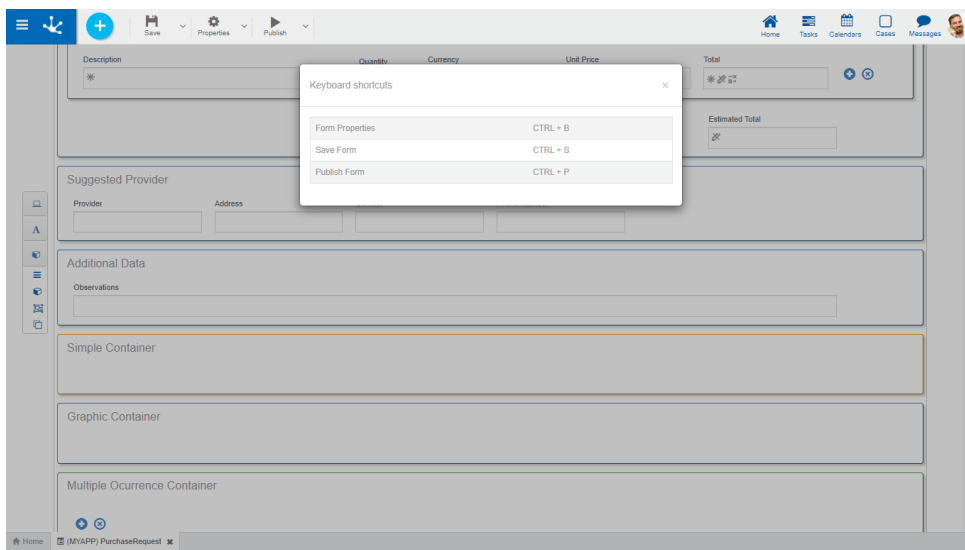 Save Properties Publish Home Tasks Calendars Cases Messages
Description Quantity Currency Unit Price Total
Keyboard shortcuts
Estimated Total
Form Properties CTRL + B
Save Form CTRL + S
Publish Form CTRL + P
Suggested Provider
Provider Address
A
Additional Data
Observations
Simple Container
Graphic Container
Multiple Ocurrence Container
Home (MYAPP) PurchaseRequest